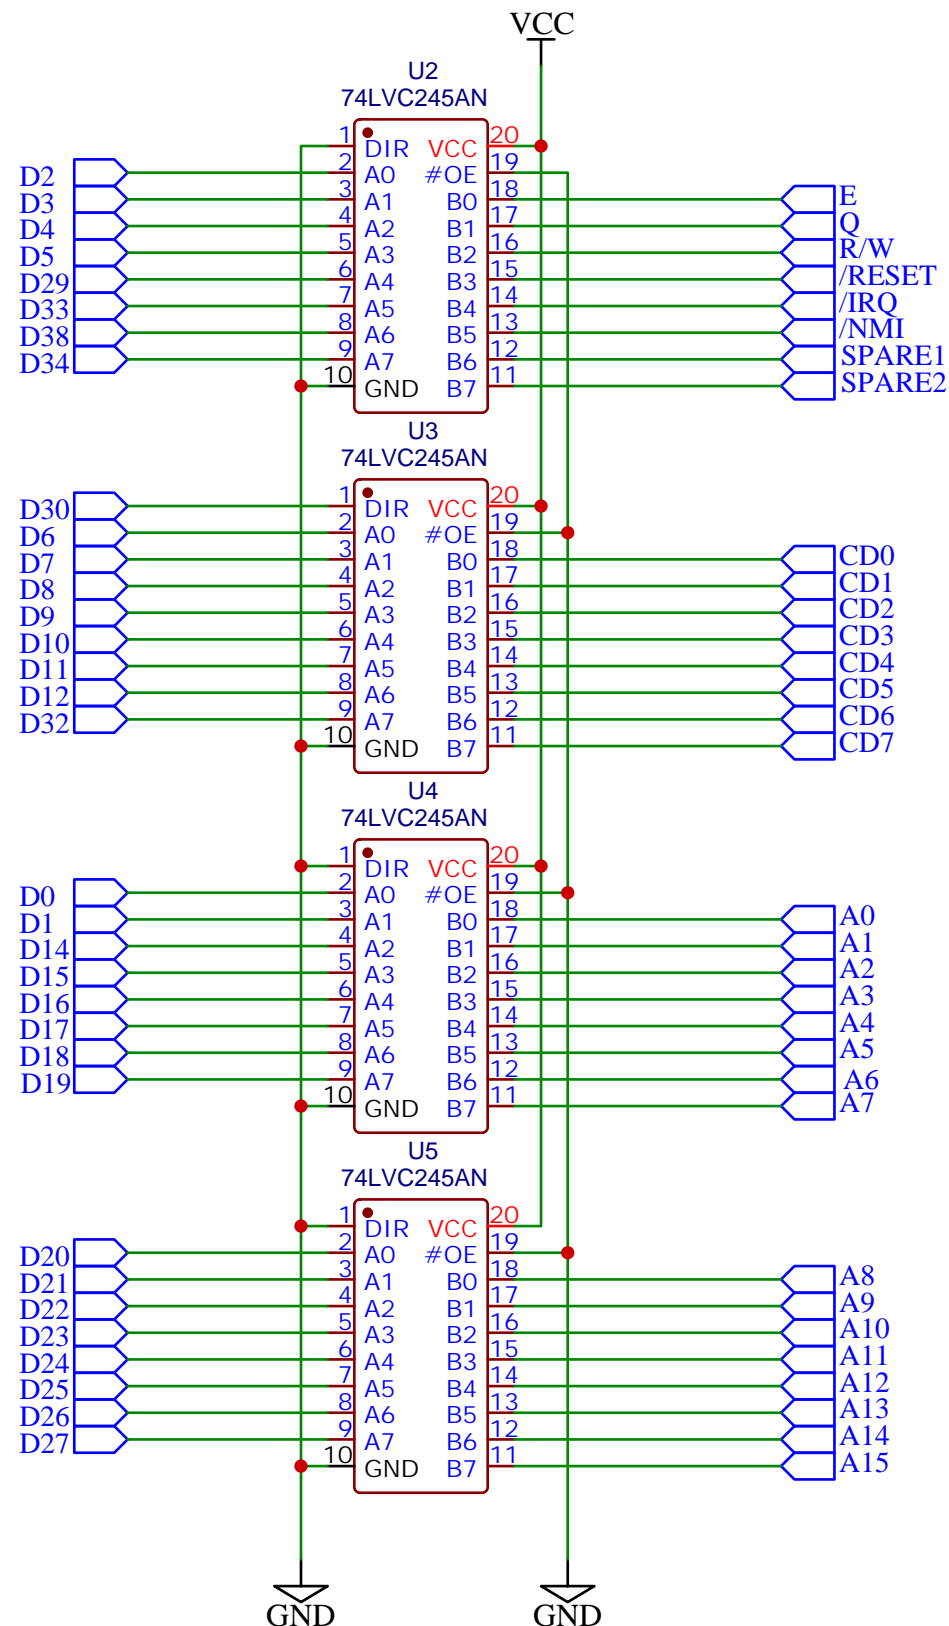 VCC
U2
74LVC245AN
1 DIR VCC 20
D2 2 A0 #OE 19
D3 3 A1 B0 18 E
D4 4 A2 B1 17 Q
D5 5 A3 B2 16 R/W
D29 6 A4 B3 15 /RESET
D33 7 A5 B4 14 /IRQ
D38 8 A6 B5 13 /NMI
D34 9 A7 B6 12 SPARE1
10 GND B7 11 SPARE2
U3
74LVC245AN
D30 1 DIR VCC 20
D6 2 A0 #OE 19
D7 3 A1 B0 18 CD0
D8 4 A2 B1 17 CD1
D9 5 A3 B2 16 CD2
D10 6 A4 B3 15 CD3
D11 7 A5 B4 14 CD4
D12 8 A6 B5 13 CD5
D32 9 A7 B6 12 CD6
10 GND B7 11 CD7
U4
74LVC245AN
1 DIR VCC 20
D0 2 A0 #OE 19
D1 3 A1 B0 18 A0
D14 4 A2 B1 17 A1
D15 5 A3 B2 16 A2
D16 6 A4 B3 15 A3
D17 7 A5 B4 14 A4
D18 8 A6 B5 13 A5
D19 9 A7 B6 12 A6
10 GND B7 11 A7
U5
74LVC245AN
1 DIR VCC 20
D20 2 A0 #OE 19
D21 3 A1 B0 18 A8
D22 4 A2 B1 17 A9
D23 5 A3 B2 16 A10
D24 6 A4 B3 15 A11
D25 7 A5 B4 14 A12
D26 8 A6 B5 13 A13
D27 9 A7 B6 12 A14
10 GND B7 11 A15
GND GND